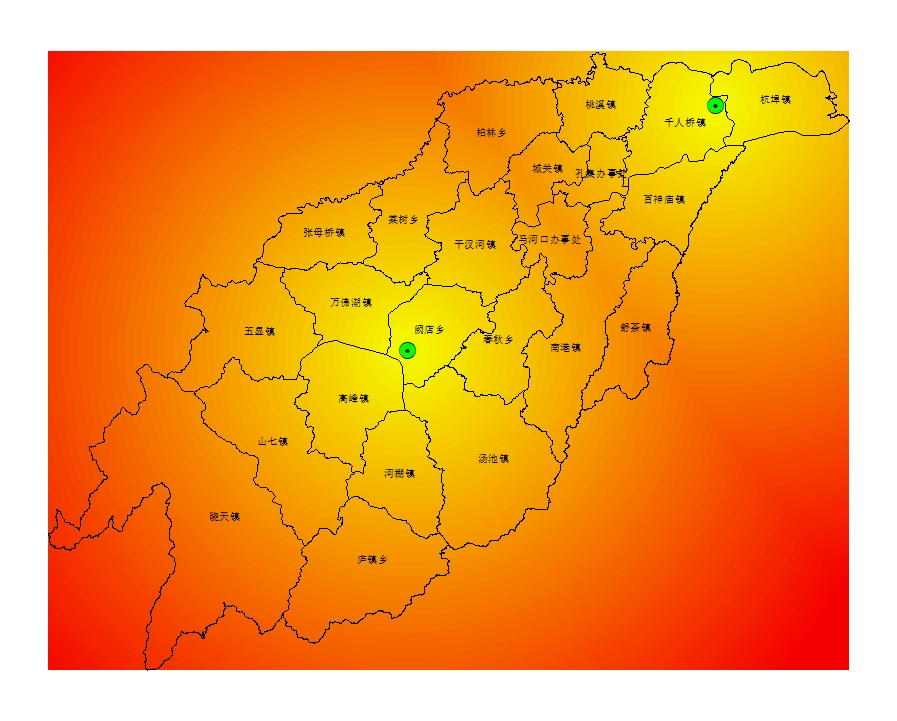 杭埠镇
桃溪镇
千人桥镇
柏林乡
城关镇
孔集办事处
百神庙镇
棠树乡
张母桥镇
干汊河镇
马河口办事处
万佛湖镇
阙店乡
五显镇
舒茶镇
春秋乡
南港镇
高峰镇
山七镇
汤池镇
河棚镇
晓天镇
庐镇乡